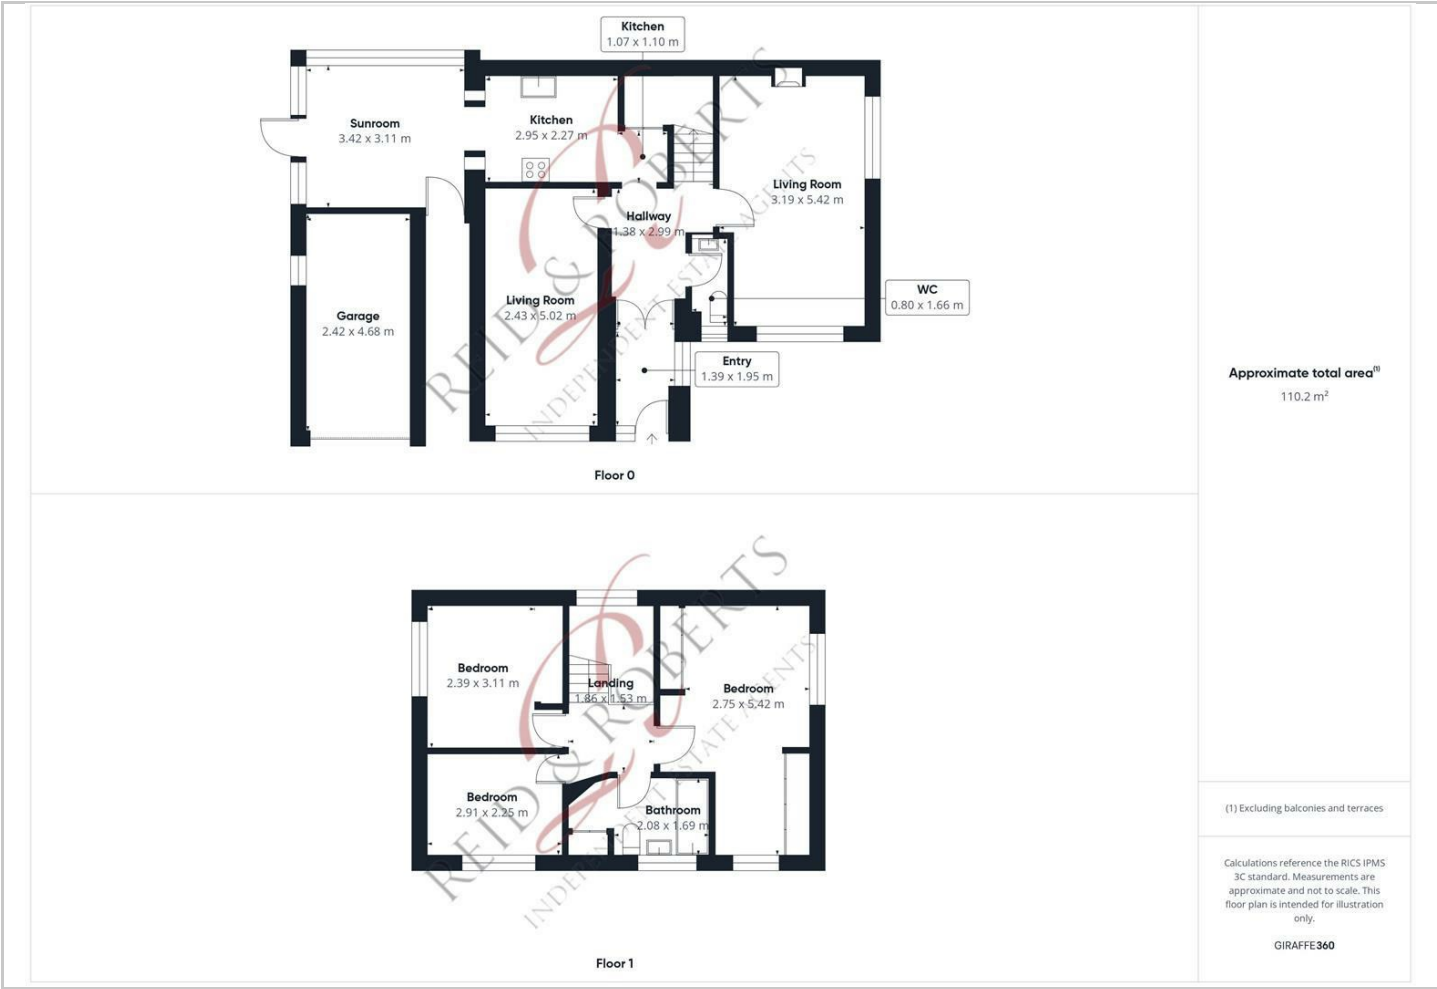 Kitchen
1.07 x 1.10 m
Sunroom
3.42 x 3.11 m
Kitchen
2.95 x 2.27 m
Living Room
3.19 x 5.42 m
Hallway
1.38 x 2.99 m
WC
0.80 x 1.66 m
Living Room
2.43 x 5.02 m
Garage
2.42 x 4.68 m
Entry
1.39 x 1.95 m
REID & ROBERTS
INDEPENDENT ESTATE AGENTS
Floor 0
Approximate total area(1)
110.2 m²
Bedroom
2.39 x 3.11 m
Landing
1.86 x 1.53 m
Bedroom
2.75 x 5.42 m
Bedroom
2.91 x 2.25 m
Bathroom
2.08 x 1.69 m
REID & ROBERTS
INDEPENDENT ESTATE AGENTS
Floor 1
(1) Excluding balconies and terraces
Calculations reference the RICS IPMS
3C standard. Measurements are
approximate and not to scale. This
floor plan is intended for illustration
only.
GIRAFFE360